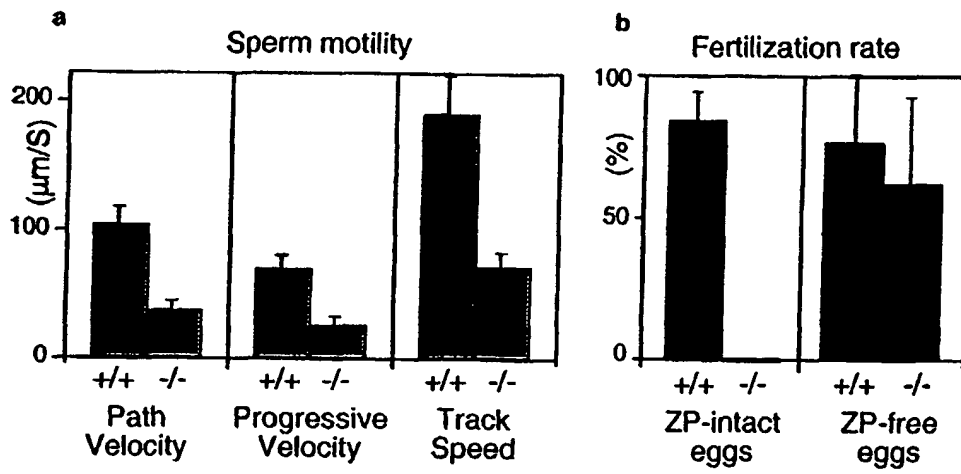 a
Sperm motility
200
100
0
(μm/S)
+/+ -/- +/+ -/- +/+ -/-
Path Velocity
Progressive Velocity
Track Speed
b
Fertilization rate
100
50
0
(%)
+/+ -/- +/+ -/-
ZP-intact eggs
ZP-free eggs